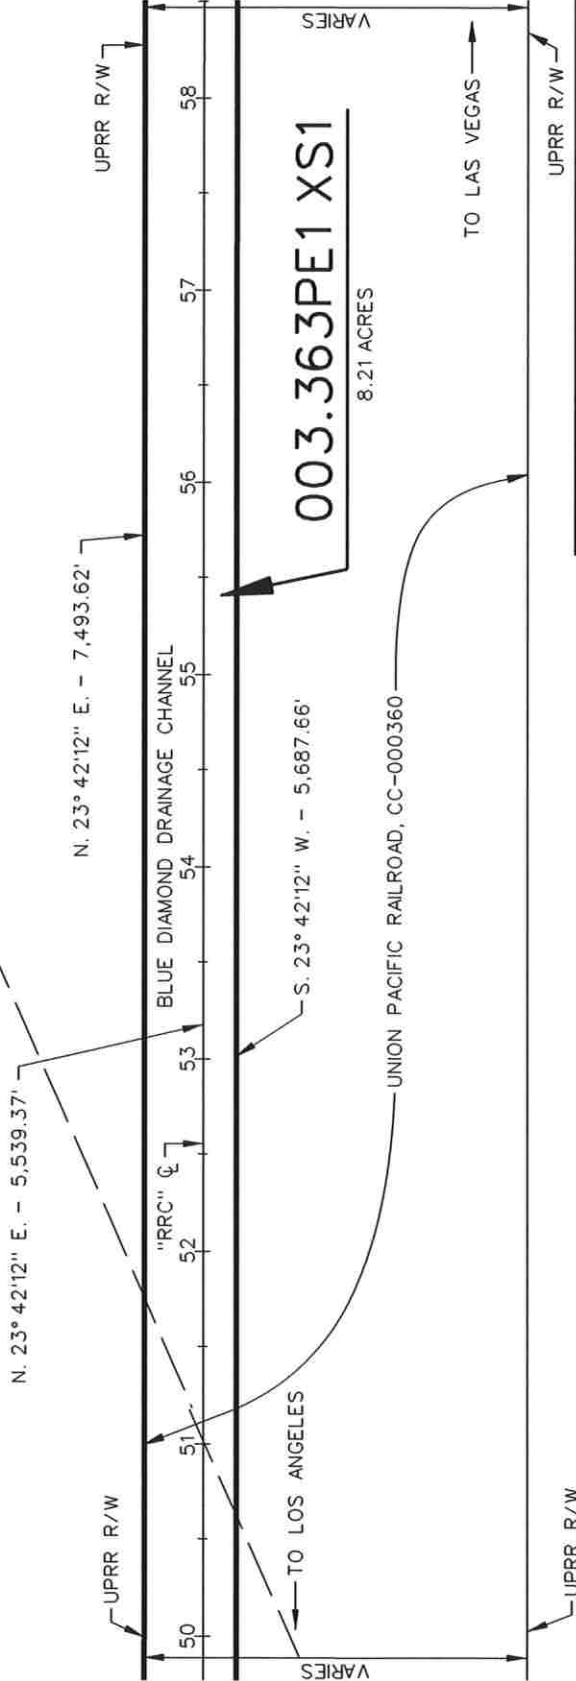 N. 23° 42'12" E. - 5,539.37'
N. 23° 42'12" E. - 7,493.62'
UPRR R/W
UPRR R/W
"RRC" ℄
BLUE DIAMOND DRAINAGE CHANNEL
50 51 52 53 54 55 56 57 58
S. 23° 42'12" W. - 5,687.66'
003.363PE1 XS1
8.21 ACRES
TO LOS ANGELES
VARIES
VARIES
UNION PACIFIC RAILROAD, CC-000360
TO LAS VEGAS
UPRR R/W
UPRR R/W